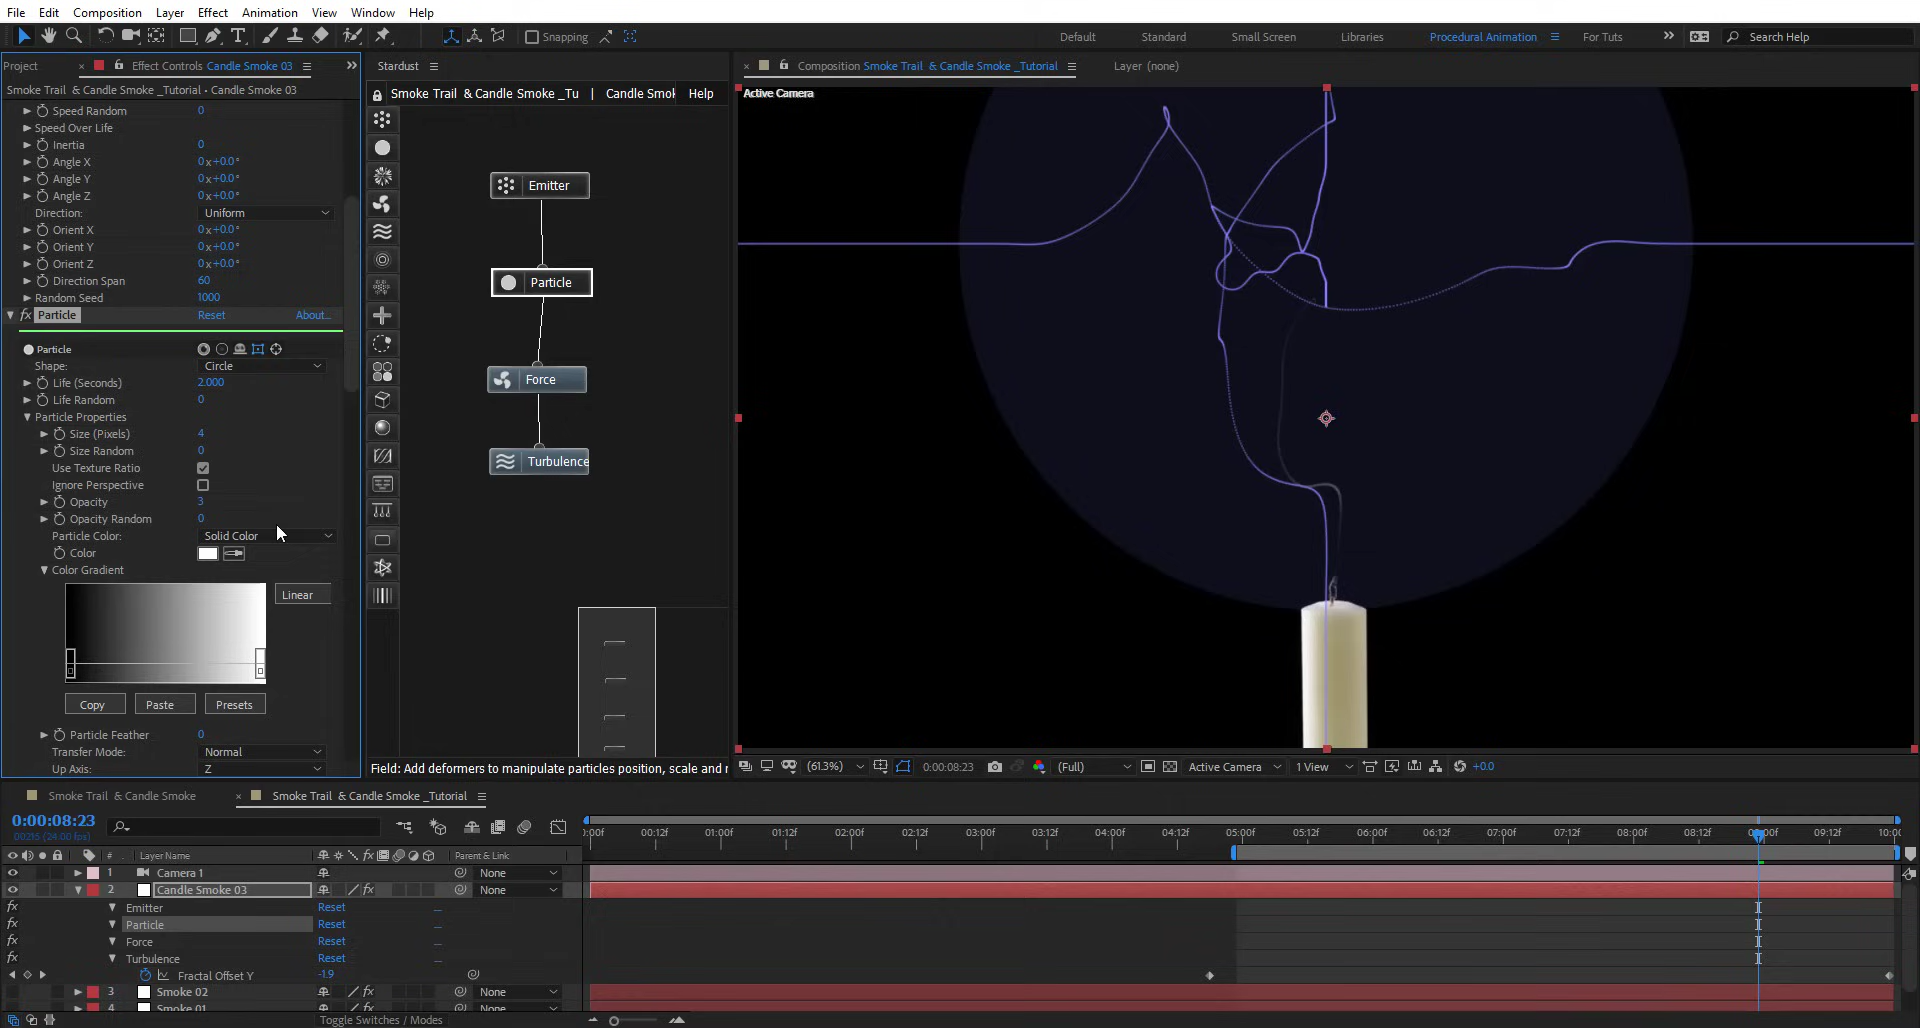 File Edit Composition Layer Effect Animation View Window Help
Snapping
Default Standard Small Screen Libraries Procedural Animation For Tuts Search Help
Project Effect Controls Candle Smoke 03
Smoke Trail & Candle Smoke _Tutorial • Candle Smoke 03
Speed Random 0
Speed Over Life
Inertia 0
Angle X 0x+0.0°
Angle Y 0x+0.0°
Angle Z 0x+0.0°
Direction: Uniform
Orient X 0x+0.0°
Orient Y 0x+0.0°
Orient Z 0x+0.0°
Direction Span 60
Random Seed 1000
fx Particle Reset About...
Particle
Shape: Circle
Life (Seconds) 2.000
Life Random 0
Particle Properties
Size (Pixels) 4
Size Random 0
Use Texture Ratio
Ignore Perspective
Opacity 3
Opacity Random 0
Particle Color: Solid Color
Color
Color Gradient
Linear
Copy Paste Presets
Particle Feather 0
Transfer Mode: Normal
Up Axis: Z
Stardust
Smoke Trail & Candle Smoke _Tu | Candle Smok Help
Emitter
Particle
Force
Turbulence
Field: Add deformers to manipulate particles position, scale and r
Composition Smoke Trail & Candle Smoke _Tutorial Layer (none)
Active Camera
(61.3%) 0:00:08:23 (Full) Active Camera 1 View +0.0
Smoke Trail & Candle Smoke Smoke Trail & Candle Smoke _Tutorial
0:00:08:23
00215 (24.00 fps)
:00f 00:12f 01:00f 01:12f 02:00f 02:12f 03:00f 03:12f 04:00f 04:12f 05:00f 05:12f 06:00f 06:12f 07:00f 07:12f 08:00f 08:12f 09:12f 10:00
# Layer Name fx Parent & Link
1 Camera 1 None
2 Candle Smoke 03 fx None
fx Emitter Reset ...
fx Particle Reset ...
fx Force Reset ...
fx Turbulence Reset ...
Fractal Offset Y -1.9
3 Smoke 02 fx None
4 Smoke 01 fx None
Toggle Switches / Modes